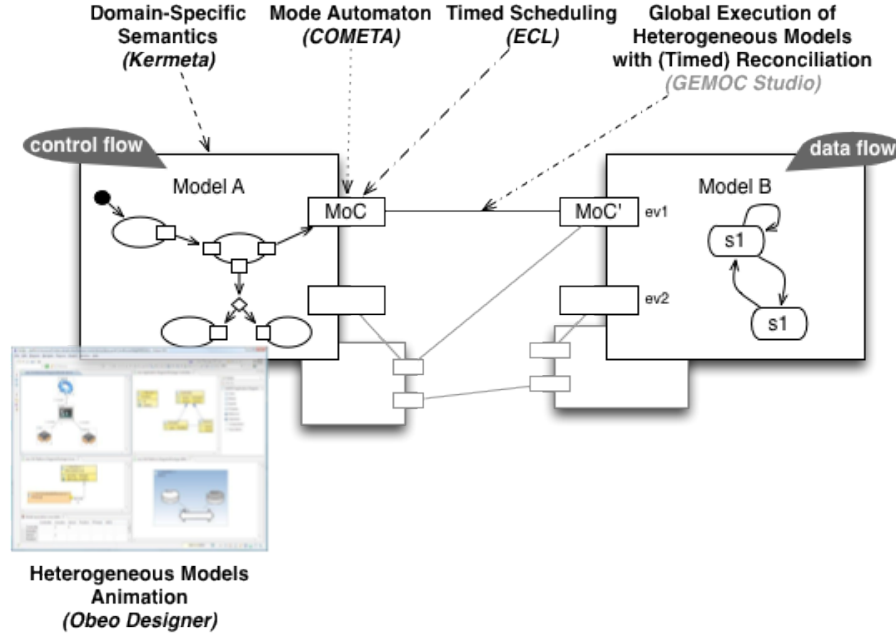 Domain-Specific
Semantics
(Kermeta)
Mode Automaton
(COMETA)
Timed Scheduling
(ECL)
Global Execution of
Heterogeneous Models
with (Timed) Reconciliation
(GEMOC Studio)
control flow
data flow
Model A
Model B
MoC
MoC'
ev1
s1
ev2
s1
Heterogeneous Models
Animation
(Obeo Designer)